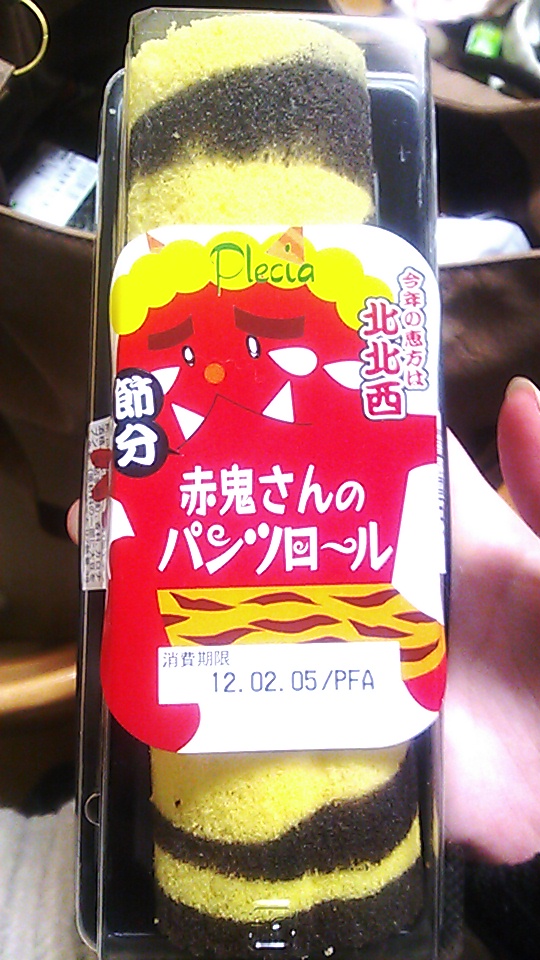 Plecia
今年の恵方は
北北西
節分
赤鬼さんの
パンツロ〜ル
消費期限
12.02.05/PFA